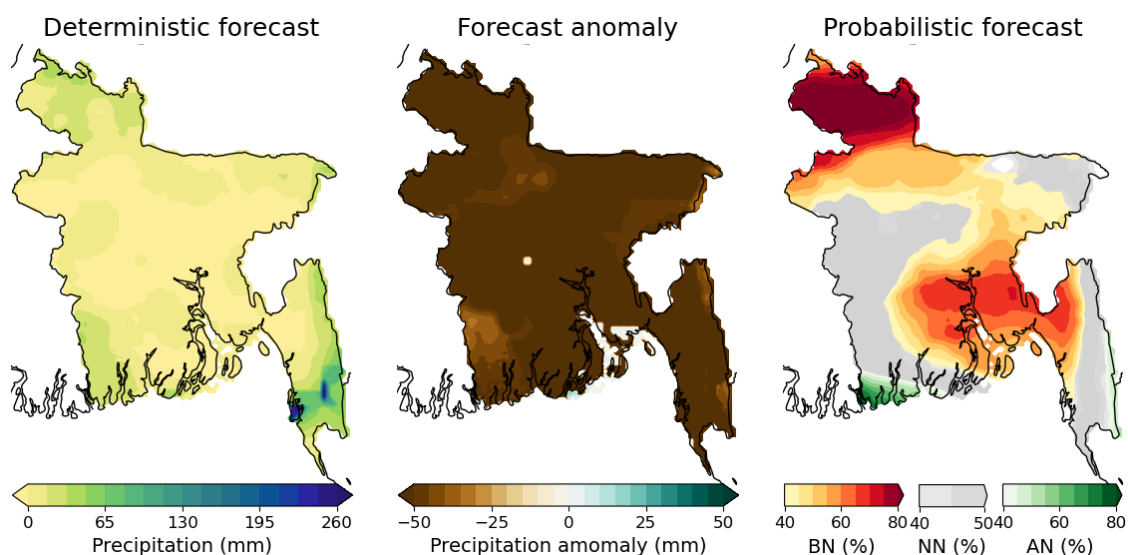 Deterministic forecast
Forecast anomaly
Probabilistic forecast
0 65 130 195 260
Precipitation (mm)
−50 −25 0 25 50
Precipitation amomaly (mm)
40 60 80
BN (%)
40 50
NN (%)
40 60 80
AN (%)